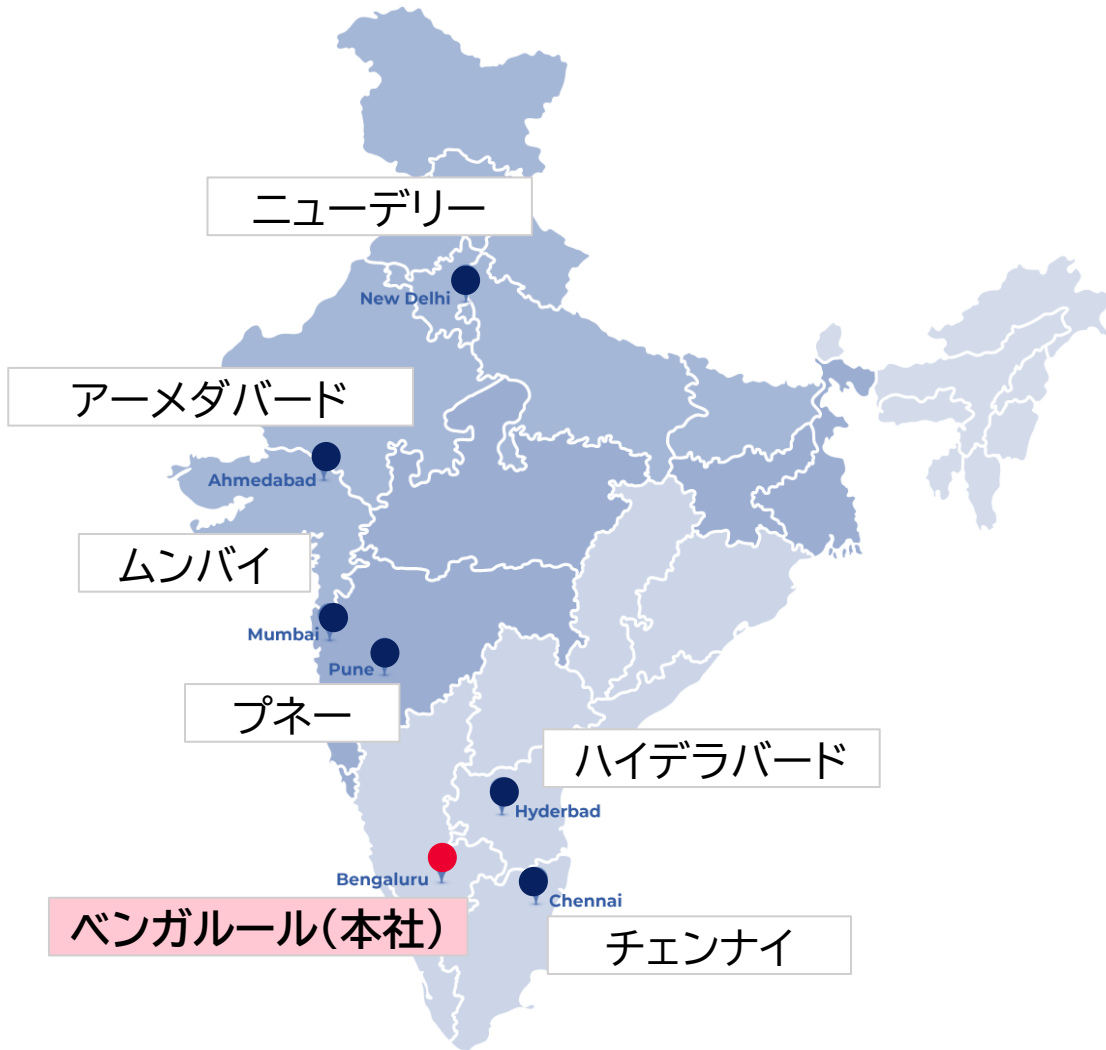 ニューデリー
New Delhi
アーメダバード
Ahmedabad
ムンバイ
Mumbai
Pune
プネー
ハイデラバード
Hyderbad
Bengaluru
Chennai
ベンガルール(本社)
チェンナイ